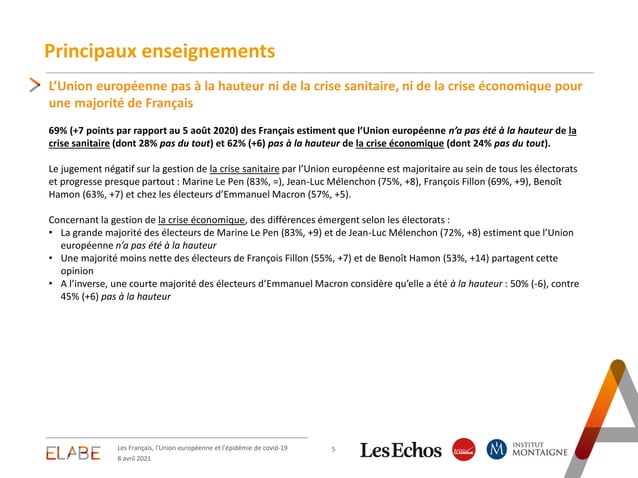 Principaux enseignements
L’Union européenne pas à la hauteur ni de la crise sanitaire, ni de la crise économique pour
une majorité de Français
69% (+7 points par rapport au 5 août 2020) des Français estiment que l’Union européenne n’a pas été à la hauteur de la
crise sanitaire (dont 28% pas du tout) et 62% (+6) pas à la hauteur de la crise économique (dont 24% pas du tout).
Le jugement négatif sur la gestion de la crise sanitaire par l’Union européenne est majoritaire au sein de tous les électorats
et progresse presque partout : Marine Le Pen (83%, =), Jean-Luc Mélenchon (75%, +8), François Fillon (69%, +9), Benoît
Hamon (63%, +7) et chez les électeurs d’Emmanuel Macron (57%, +5).
Concernant la gestion de la crise économique, des différences émergent selon les électorats :
• La grande majorité des électeurs de Marine Le Pen (83%, +9) et de Jean-Luc Mélenchon (72%, +8) estiment que l’Union
européenne n’a pas été à la hauteur
• Une majorité moins nette des électeurs de François Fillon (55%, +7) et de Benoît Hamon (53%, +14) partagent cette
opinion
• A l’inverse, une courte majorité des électeurs d’Emmanuel Macron considère qu’elle a été à la hauteur : 50% (-6), contre
45% (+6) pas à la hauteur
ELABE
Les Français, l’Union européenne et l’épidémie de covid-19
8 avril 2021
5
Les Echos
RADIO
CLASSIQUE
INSTITUT
MONTAIGNE